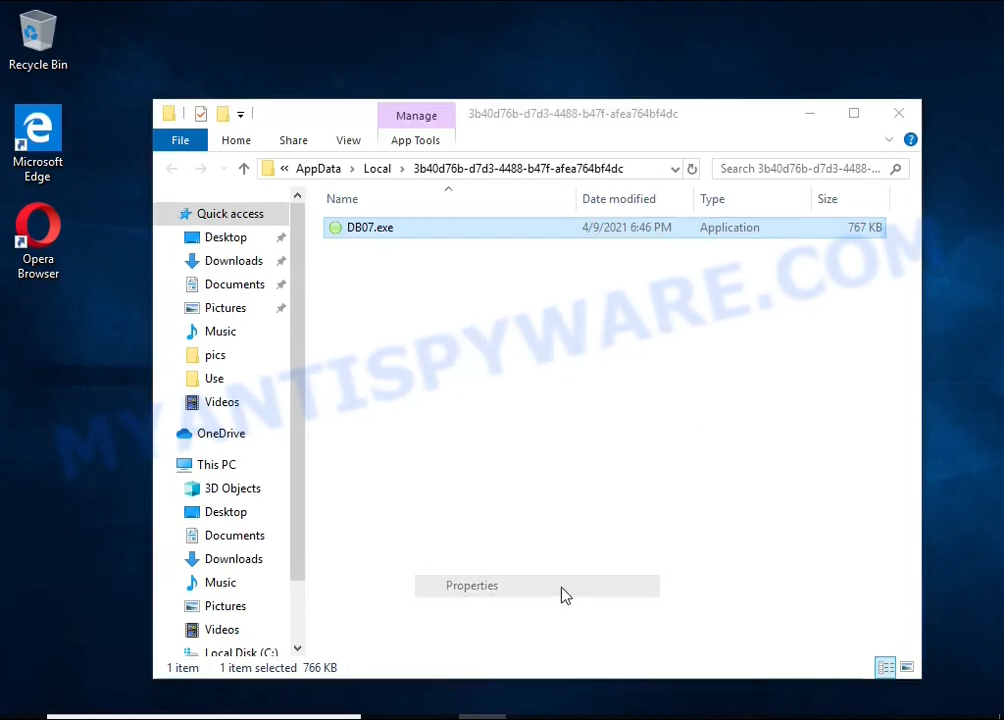 Recycle Bin
Microsoft
Edge
Opera
Browser
Manage
3b40d76b-d7d3-4488-b47f-afea764bf4dc
File
Home
Share
View
App Tools
« AppData > Local > 3b40d76b-d7d3-4488-b47f-afea764bf4dc
Search 3b40d76b-d7d3-4488-...
Name
Date modified
Type
Size
DB07.exe
4/9/2021 6:46 PM
Application
767 KB
Quick access
Desktop
Downloads
Documents
Pictures
Music
pics
Use
Videos
OneDrive
This PC
3D Objects
Desktop
Documents
Downloads
Music
Pictures
Videos
Local Disk (C:)
MYANTISPYWARE.COM
Properties
1 item
1 item selected 766 KB